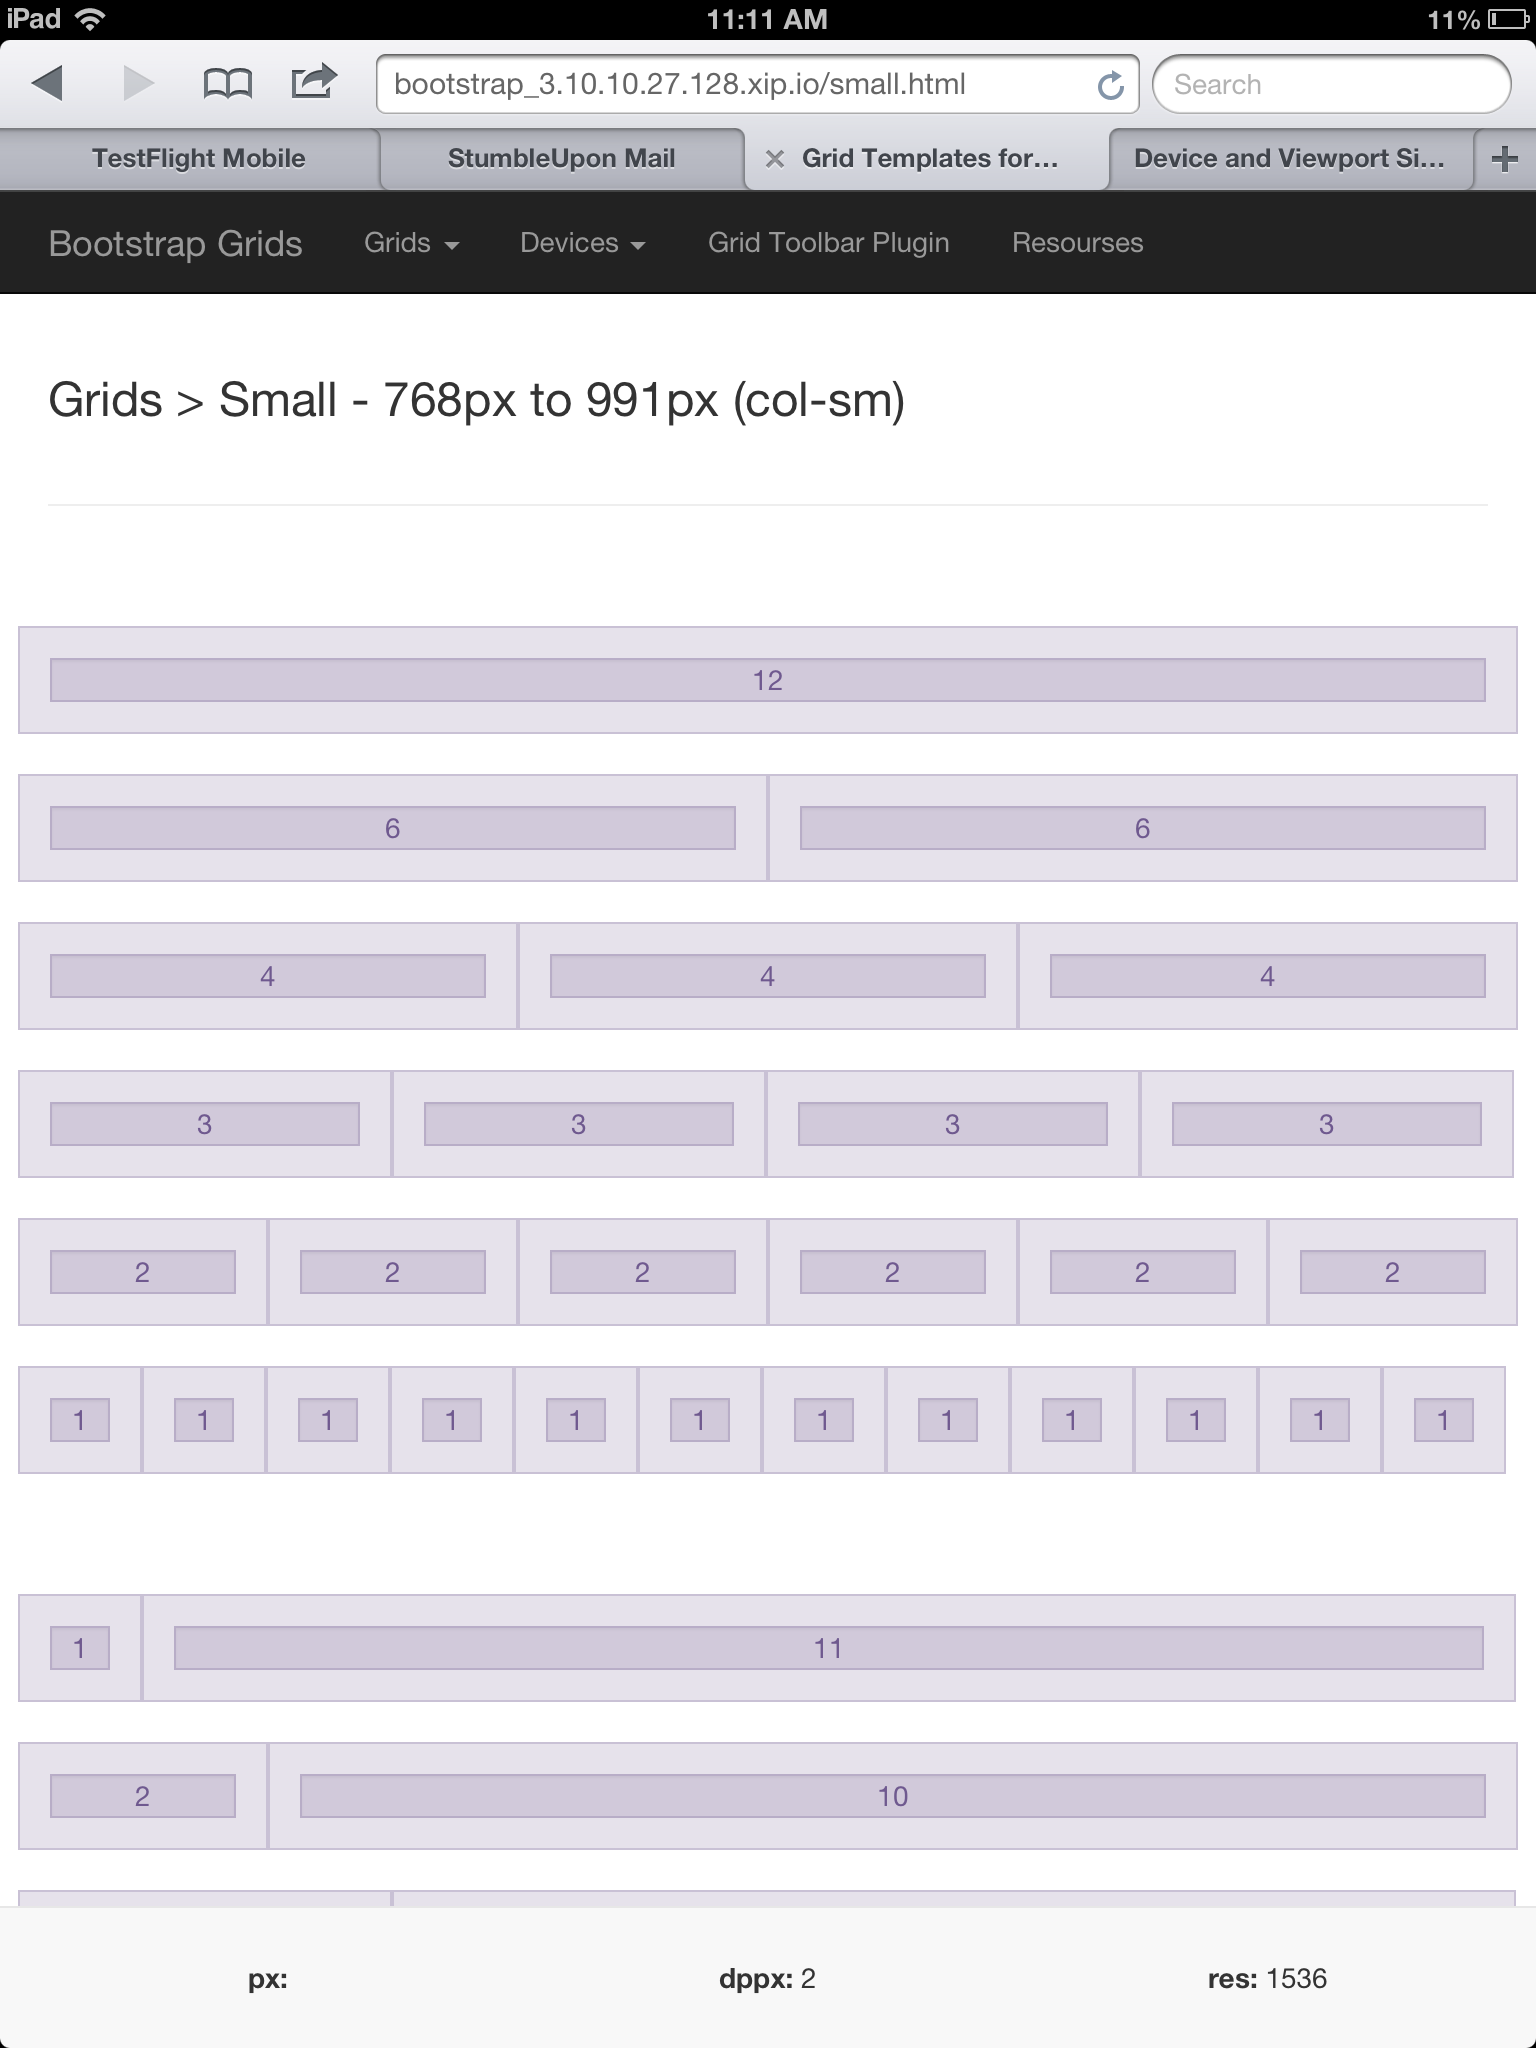 iPad 11:11 AM 11%
bootstrap_3.10.10.27.128.xip.io/small.html Search
TestFlight Mobile StumbleUpon Mail Grid Templates for... Device and Viewport Si...
Bootstrap Grids Grids Devices Grid Toolbar Plugin Resourses
Grids > Small - 768px to 991px (col-sm)
12
6 6
4 4 4
3 3 3 3
2 2 2 2 2 2
1 1 1 1 1 1 1 1 1 1 1 1
1 11
2 10
px: dppx: 2 res: 1536